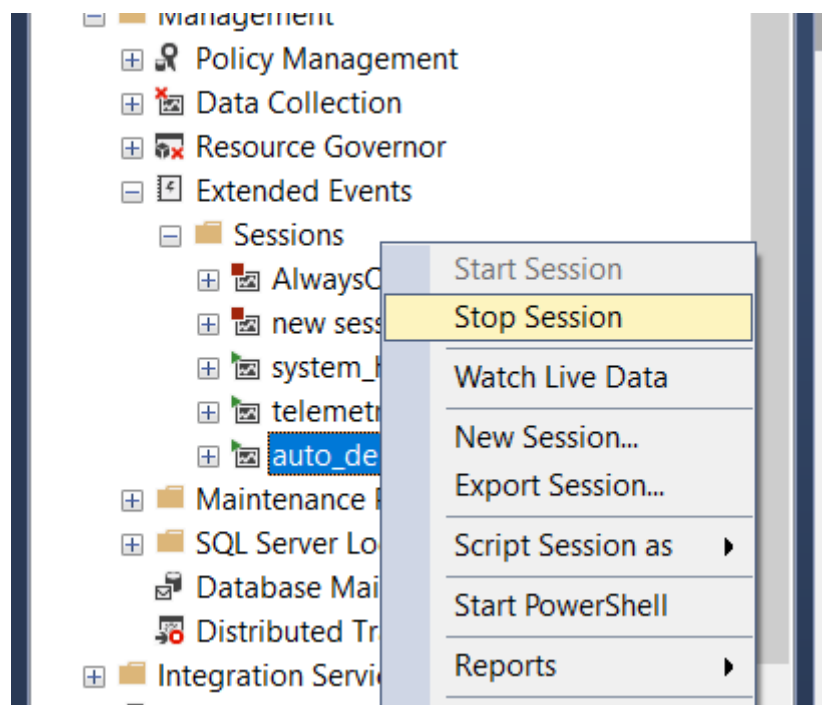 Management
Policy Management
Data Collection
Resource Governor
Extended Events
Sessions
AlwaysO
new sess
system_h
telemetr
auto_de
Maintenance
SQL Server Lo
Database Mai
Distributed Tr
Integration Servi
Start Session
Stop Session
Watch Live Data
New Session...
Export Session...
Script Session as
Start PowerShell
Reports